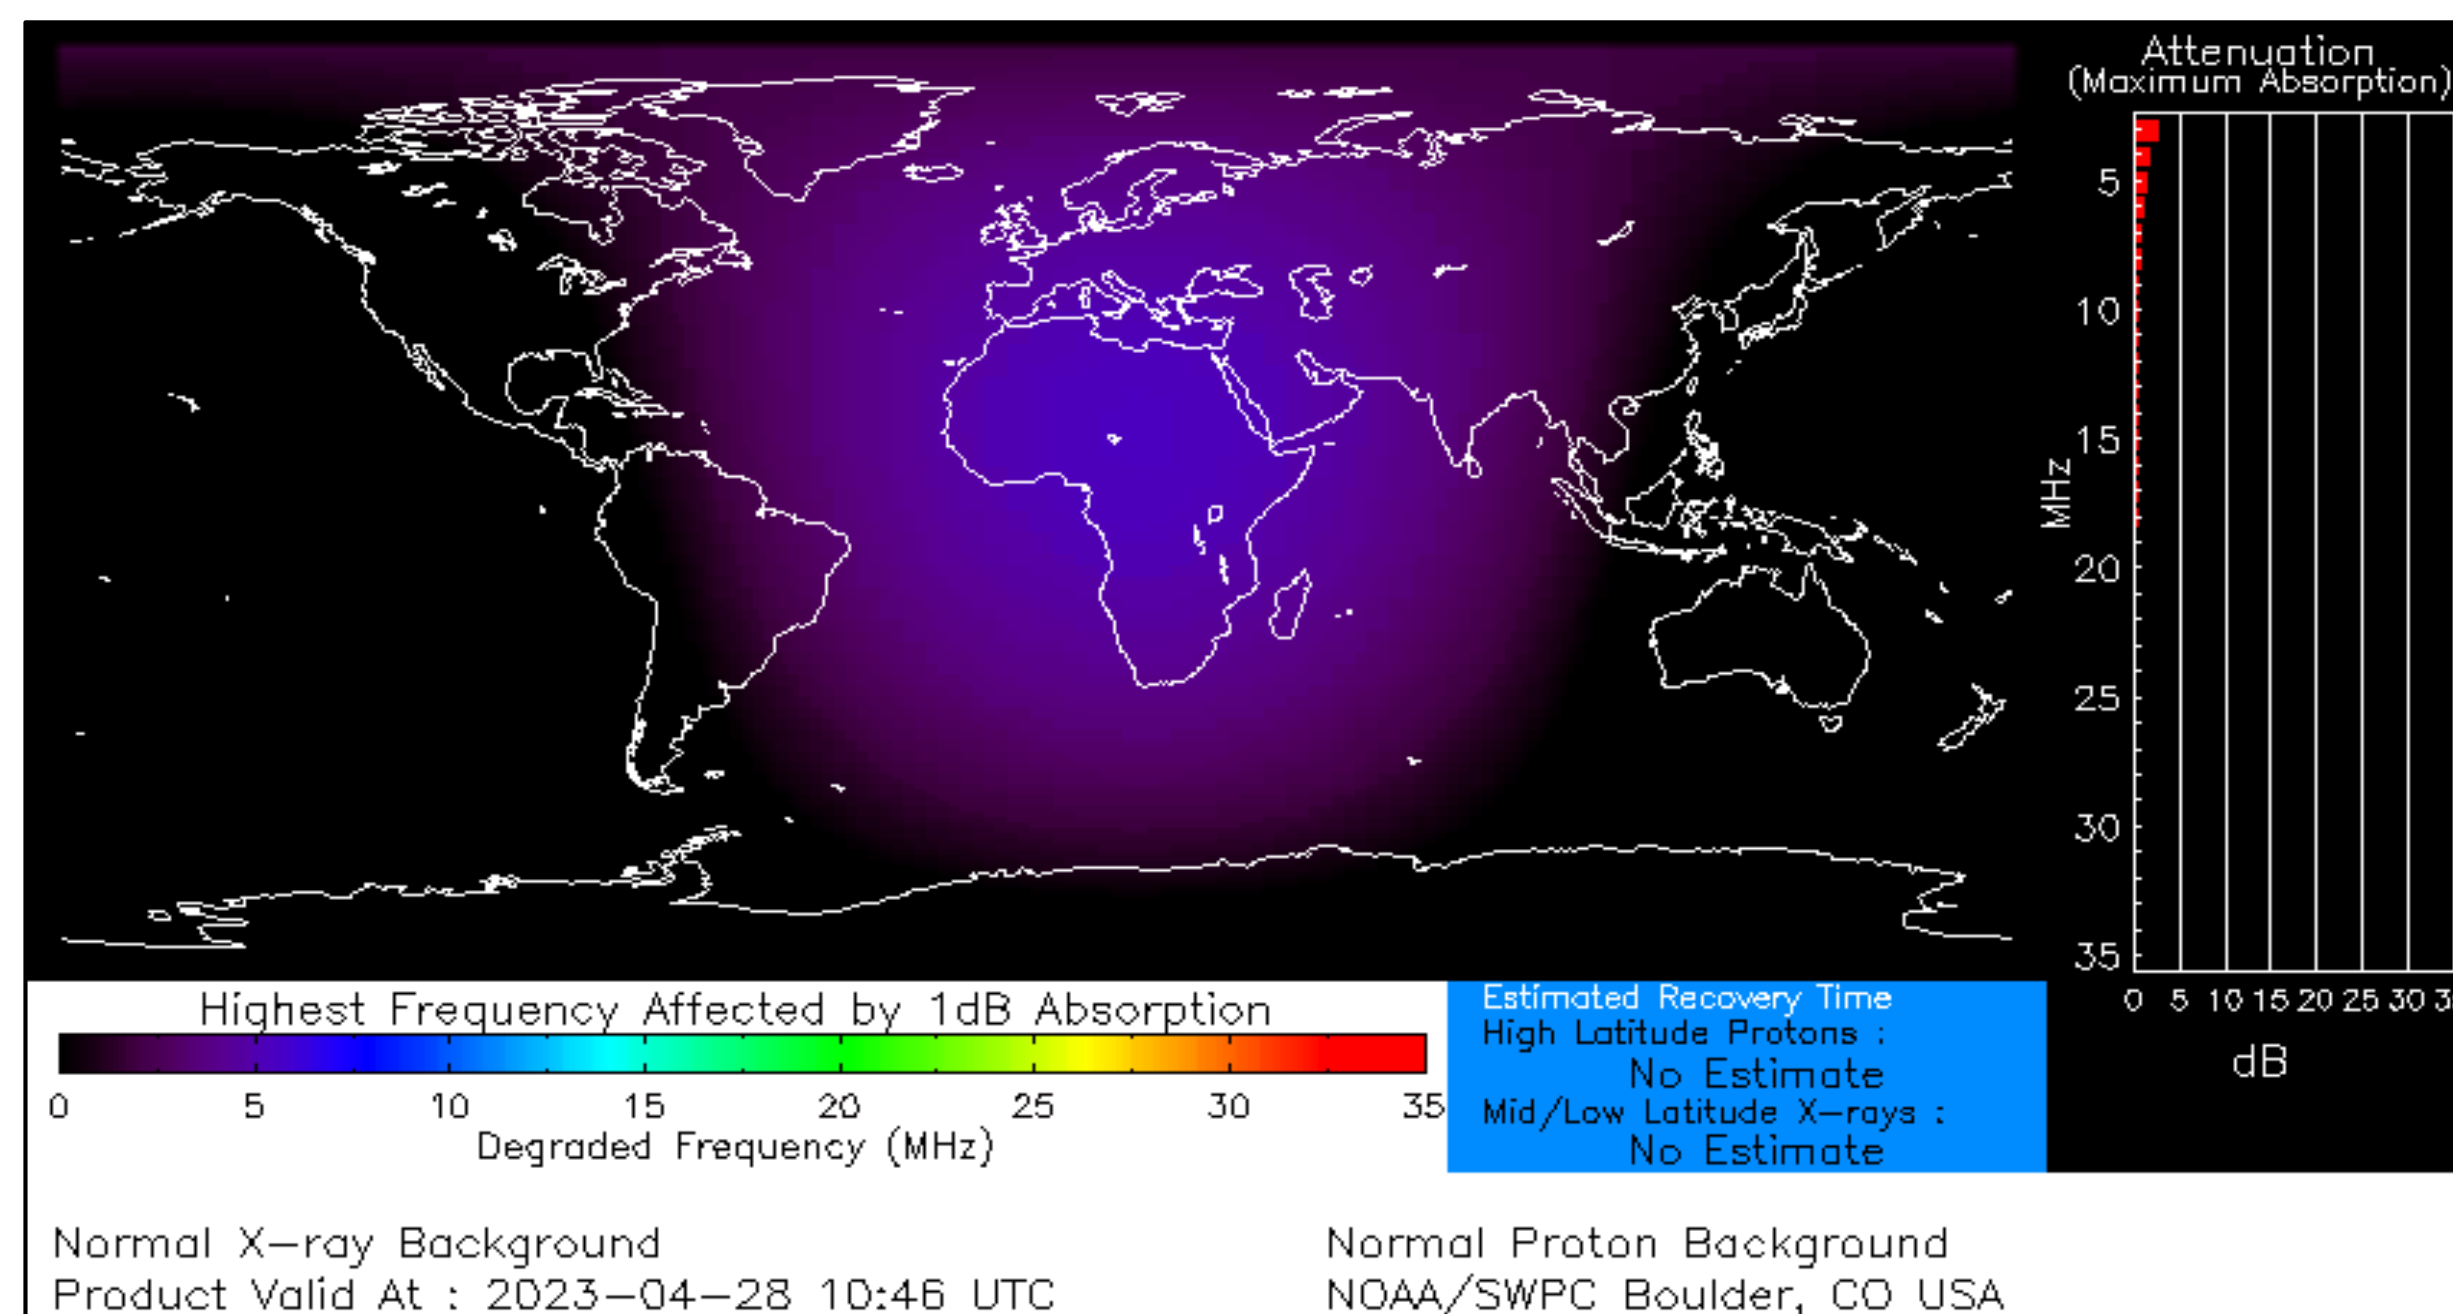 Attenuation
(Maximum Absorption)
5
10
15
20
25
30
35
MHz
0 5 10 15 20 25 30 3
dB
Highest Frequency Affected by 1dB Absorption
0 5 10 15 20 25 30 35
Degraded Frequency (MHz)
Estimated Recovery Time
High Latitude Protons :
No Estimate
Mid/Low Latitude X-rays :
No Estimate
Normal X-ray Background
Product Valid At : 2023-04-28 10:46 UTC
Normal Proton Background
NOAA/SWPC Boulder, CO USA